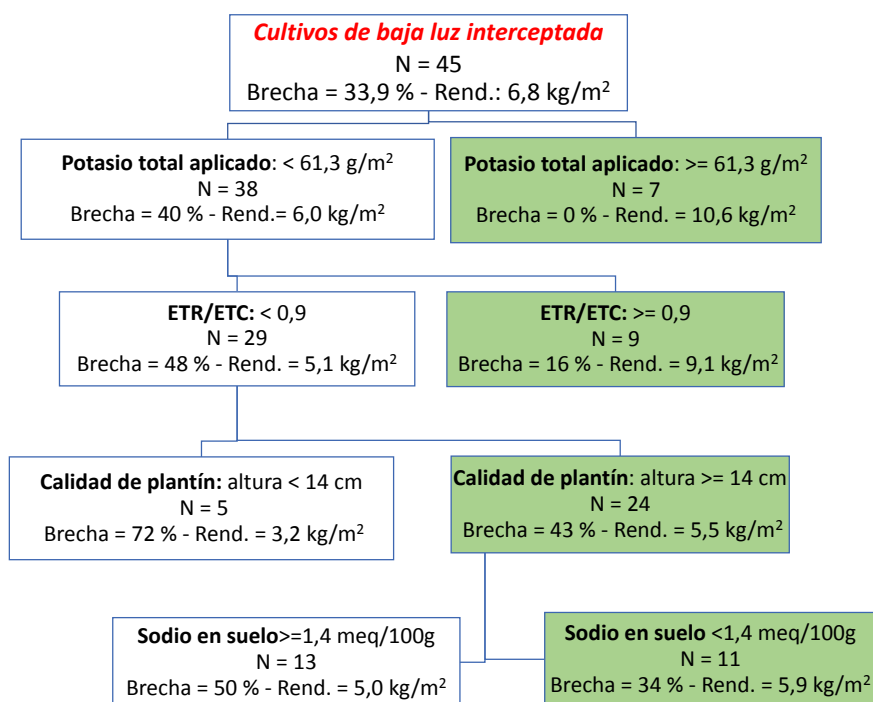 Cultivos de baja luz interceptada
N = 45
Brecha = 33,9 % - Rend.: 6,8 kg/m²
Potasio total aplicado: < 61,3 g/m²
N = 38
Brecha = 40 % - Rend.= 6,0 kg/m²
Potasio total aplicado: >= 61,3 g/m²
N = 7
Brecha = 0 % - Rend. = 10,6 kg/m²
ETR/ETC: < 0,9
N = 29
Brecha = 48 % - Rend. = 5,1 kg/m²
ETR/ETC: >= 0,9
N = 9
Brecha = 16 % - Rend. = 9,1 kg/m²
Calidad de plantín: altura < 14 cm
N = 5
Brecha = 72 % - Rend. = 3,2 kg/m²
Calidad de plantín: altura >= 14 cm
N = 24
Brecha = 43 % - Rend. = 5,5 kg/m²
Sodio en suelo>=1,4 meq/100g
N = 13
Brecha = 50 % - Rend. = 5,0 kg/m²
Sodio en suelo <1,4 meq/100g
N = 11
Brecha = 34 % - Rend. = 5,9 kg/m²